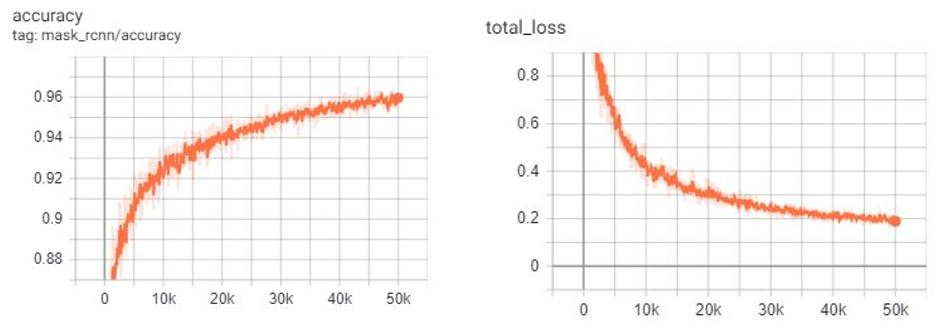 accuracy
tag: mask_rcnn/accuracy
0.96
0.94
0.92
0.9
0.88
0 10k 20k 30k 40k 50k
total_loss
0.8
0.6
0.4
0.2
0
0 10k 20k 30k 40k 50k